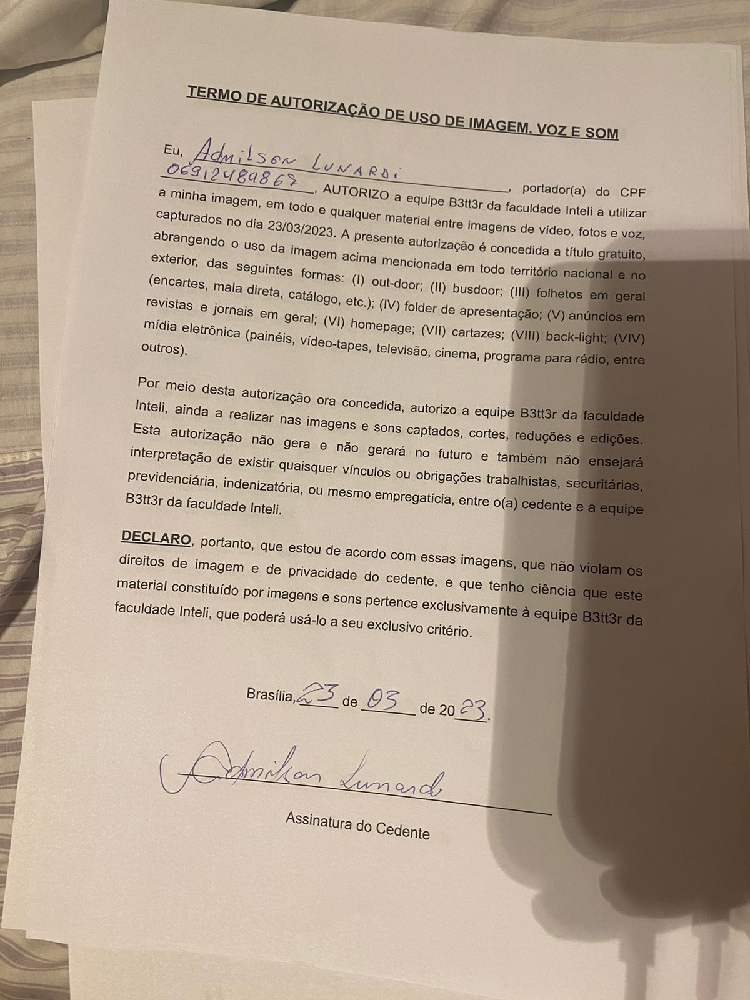 TERMO DE AUTORIZAÇÃO DE USO DE IMAGEM, VOZ E SOM
Eu, Admilson Lunardi, portador(a) do CPF
06912489867, AUTORIZO a equipe B3tt3r da faculdade Inteli a utilizar
a minha imagem, em todo e qualquer material entre imagens de vídeo, fotos e voz,
capturados no dia 23/03/2023. A presente autorização é concedida a título gratuito,
abrangendo o uso da imagem acima mencionada em todo território nacional e no
exterior, das seguintes formas: (I) out-door; (II) busdoor; (III) folhetos em geral
(encartes, mala direta, catálogo, etc.); (IV) folder de apresentação; (V) anúncios em
revistas e jornais em geral; (VI) homepage; (VII) cartazes; (VIII) back-light; (VIV)
mídia eletrônica (painéis, vídeo-tapes, televisão, cinema, programa para rádio, entre
outros).
Por meio desta autorização ora concedida, autorizo a equipe B3tt3r da faculdade
Inteli, ainda a realizar nas imagens e sons captados, cortes, reduções e edições.
Esta autorização não gera e não gerará no futuro e também não ensejará
interpretação de existir quaisquer vínculos ou obrigações trabalhistas, securitárias,
previdenciária, indenizatória, ou mesmo empregatícia, entre o(a) cedente e a equipe
B3tt3r da faculdade Inteli.
DECLARO, portanto, que estou de acordo com essas imagens, que não violam os
direitos de imagem e de privacidade do cedente, e que tenho ciência que este
material constituído por imagens e sons pertence exclusivamente à equipe B3tt3r da
faculdade Inteli, que poderá usá-lo a seu exclusivo critério.
Brasília, 23 de 03 de 2023.
Admilson Lunardi
Assinatura do Cedente